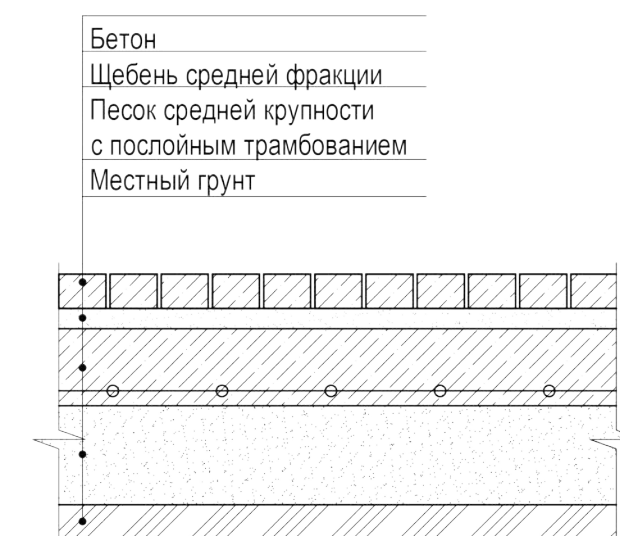 Бетон
Щебень средней фракции
Песок средней крупности
с послойным трамбованием
Местный грунт